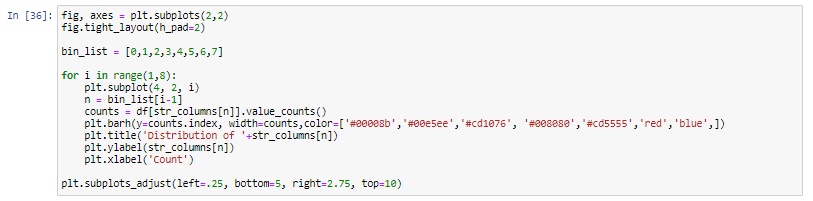 In [36]: fig, axes = plt.subplots(2,2)
fig.tight_layout(h_pad=2)
bin_list = [0,1,2,3,4,5,6,7]
for i in range(1,8):
    plt.subplot(4, 2, i)
    n = bin_list[i-1]
    counts = df[str_columns[n]].value_counts()
    plt.barh(y=counts.index, width=counts,color=['#00008b','#00e5ee','#cd1076', '#008080','#cd5555','red','blue',])
    plt.title('Distribution of '+str_columns[n])
    plt.ylabel(str_columns[n])
    plt.xlabel('Count')
plt.subplots_adjust(left=.25, bottom=5, right=2.75, top=10)